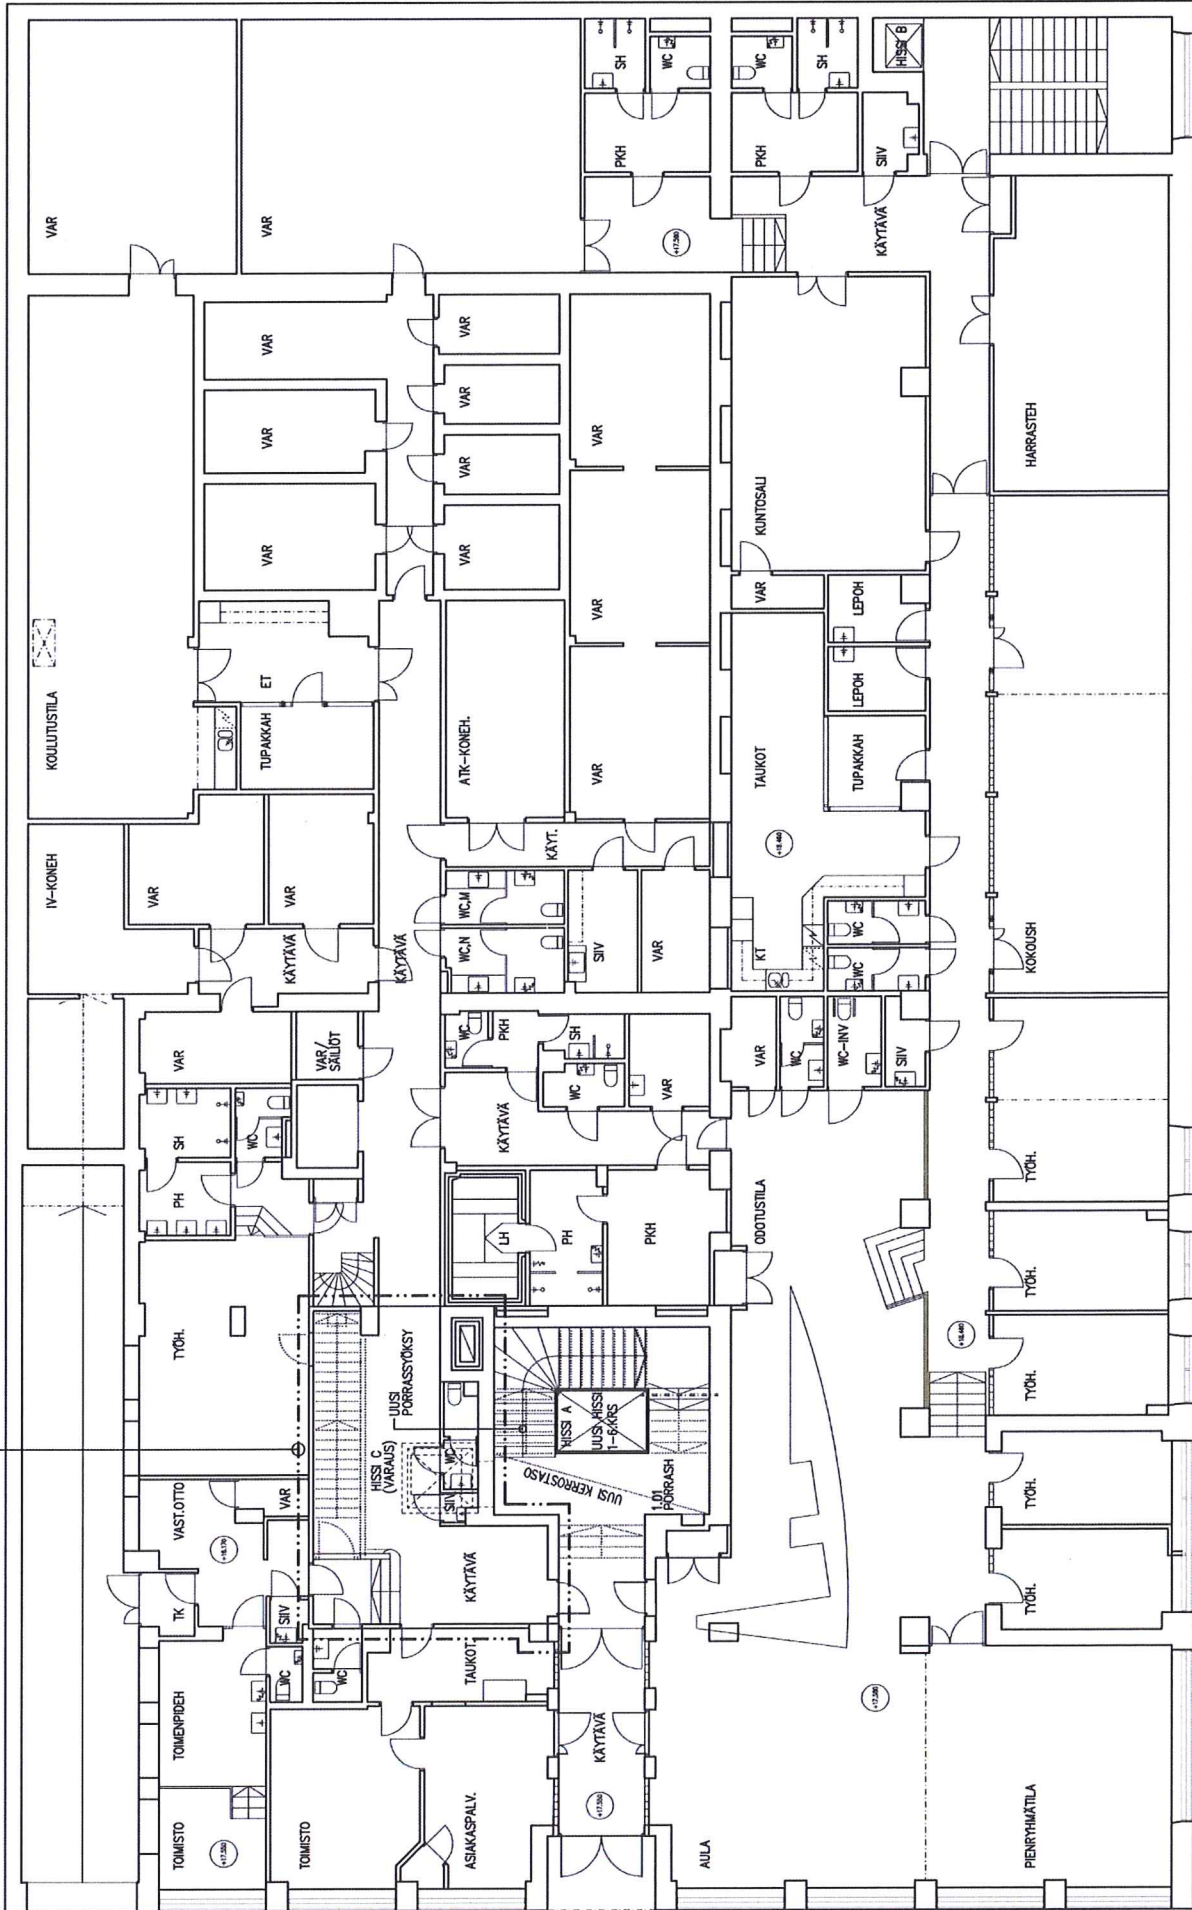 VAR
VAR
SH
WC
WC
SH
HISSI B
PKH
PKH
SIIV
+17.580
KÄYTÄVÄ
VAR
VAR
VAR
VAR
VAR
VAR
VAR
VAR
VAR
KUNTOSALI
HARRASTEH
KOULUTUSTILA
ET
TUPAKKAH
ATK-KONEH.
VAR
VAR
VAR
LEPOH
LEPOH
TAUKOT
TUPAKKAH
IV-KONEH
VAR
VAR
KÄYT.
WC,M
WC,N
SIIV
VAR
KT
WC
WC
KOKOUSH
KÄYTÄVÄ
KÄYTÄVÄ
VAR
VAR/
SÄILIÖT
WC
PKH
SH
WC
VAR
VAR
WC
WC-INV
SIIV
SH
WC
PH
KÄYTÄVÄ
TYÖH.
LH
PH
PKH
ODOTUSTILA
TYÖH.
TYÖH.
TYÖH.
TYÖH.
UUSI
PORRASSYÖKSY
HISSI C
(VARAUS)
HISSI A
UUSI HISSI
1-6.KRS
WC
SIIV
UUSI KERROSTASO
1.01
PORRASH
TYÖH.
TYÖH.
VAST.OTTO
VAR
TK
SIIV
KÄYTÄVÄ
TOIMENPIDEH
WC
WC
TAUKOT.
TOIMISTO
TOIMISTO
ASIAKASPALV.
KÄYTÄVÄ
AULA
PIENRYHMÄTILA